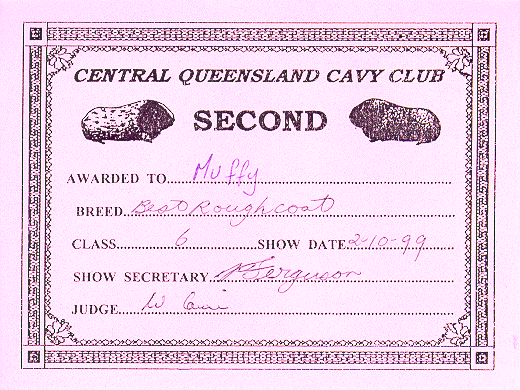 CENTRAL QUEENSLAND CAVY CLUB
SECOND
AWARDED TO Muffy
BREED Best Roughcoat
CLASS 6 SHOW DATE 2-10-99
SHOW SECRETARY Ferguson
JUDGE W